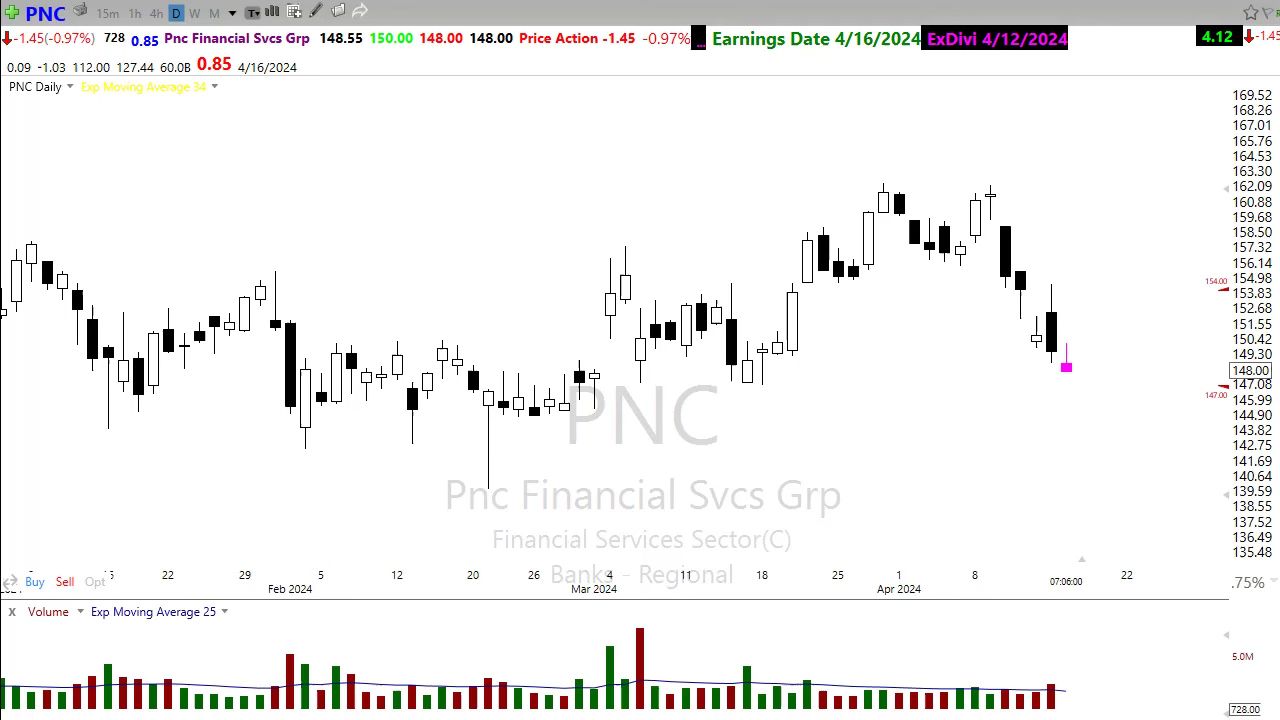 PNC 15m 1h 4h D W M T
-1.45(-0.97%) 728 0.85 Pnc Financial Svcs Grp 148.55 150.00 148.00 148.00 Price Action -1.45 -0.97% ... Earnings Date 4/16/2024 ExDivi 4/12/2024 4.12 -1.45
0.09 -1.03 112.00 127.44 60.0B 0.85 4/16/2024
PNC Daily Exp Moving Average 34
169.52
168.26
167.01
165.76
164.53
163.30
162.09
160.88
159.68
158.50
157.32
156.14
154.98
154.00
153.83
152.68
151.55
150.42
149.30
148.00
147.08
147.00
145.99
144.90
143.82
142.75
141.69
140.64
139.59
138.55
137.52
136.49
135.48
PNC
Pnc Financial Svcs Grp
Financial Services Sector(C)
Banks - Regional
22 29 5 12 20 26 4 11 18 25 1 8 22
Buy Sell Opt 07:06:00 .75%
Feb 2024 Mar 2024 Apr 2024
X Volume Exp Moving Average 25
5.0M
728.00